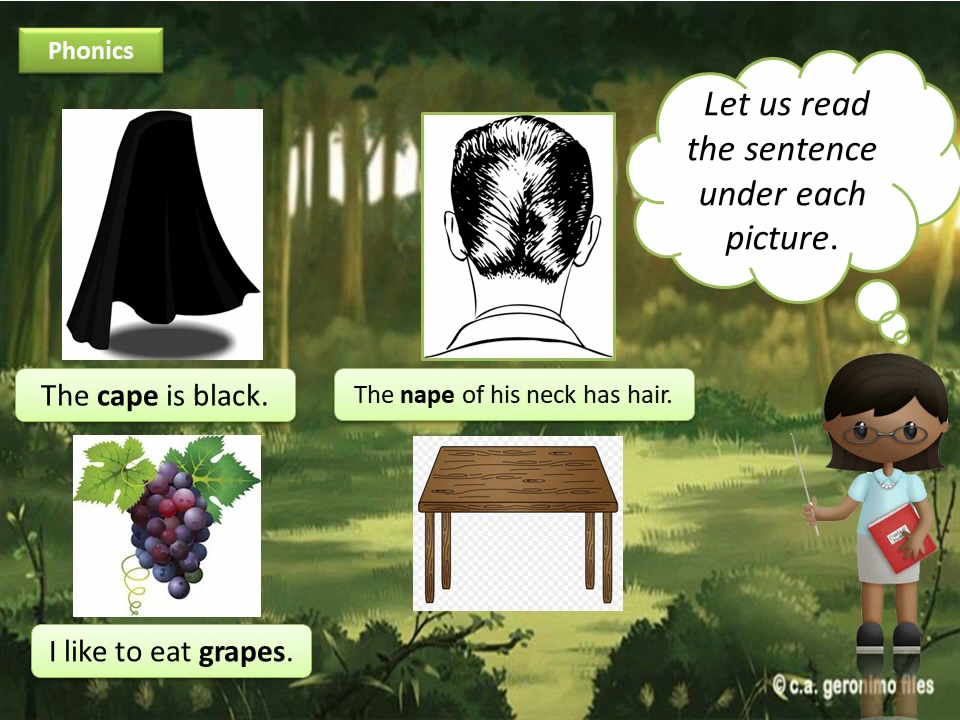 Phonics
Let us read
the sentence
under each
picture.
The cape is black.
The nape of his neck has hair.
I like to eat grapes.
© c.a. geronimo files